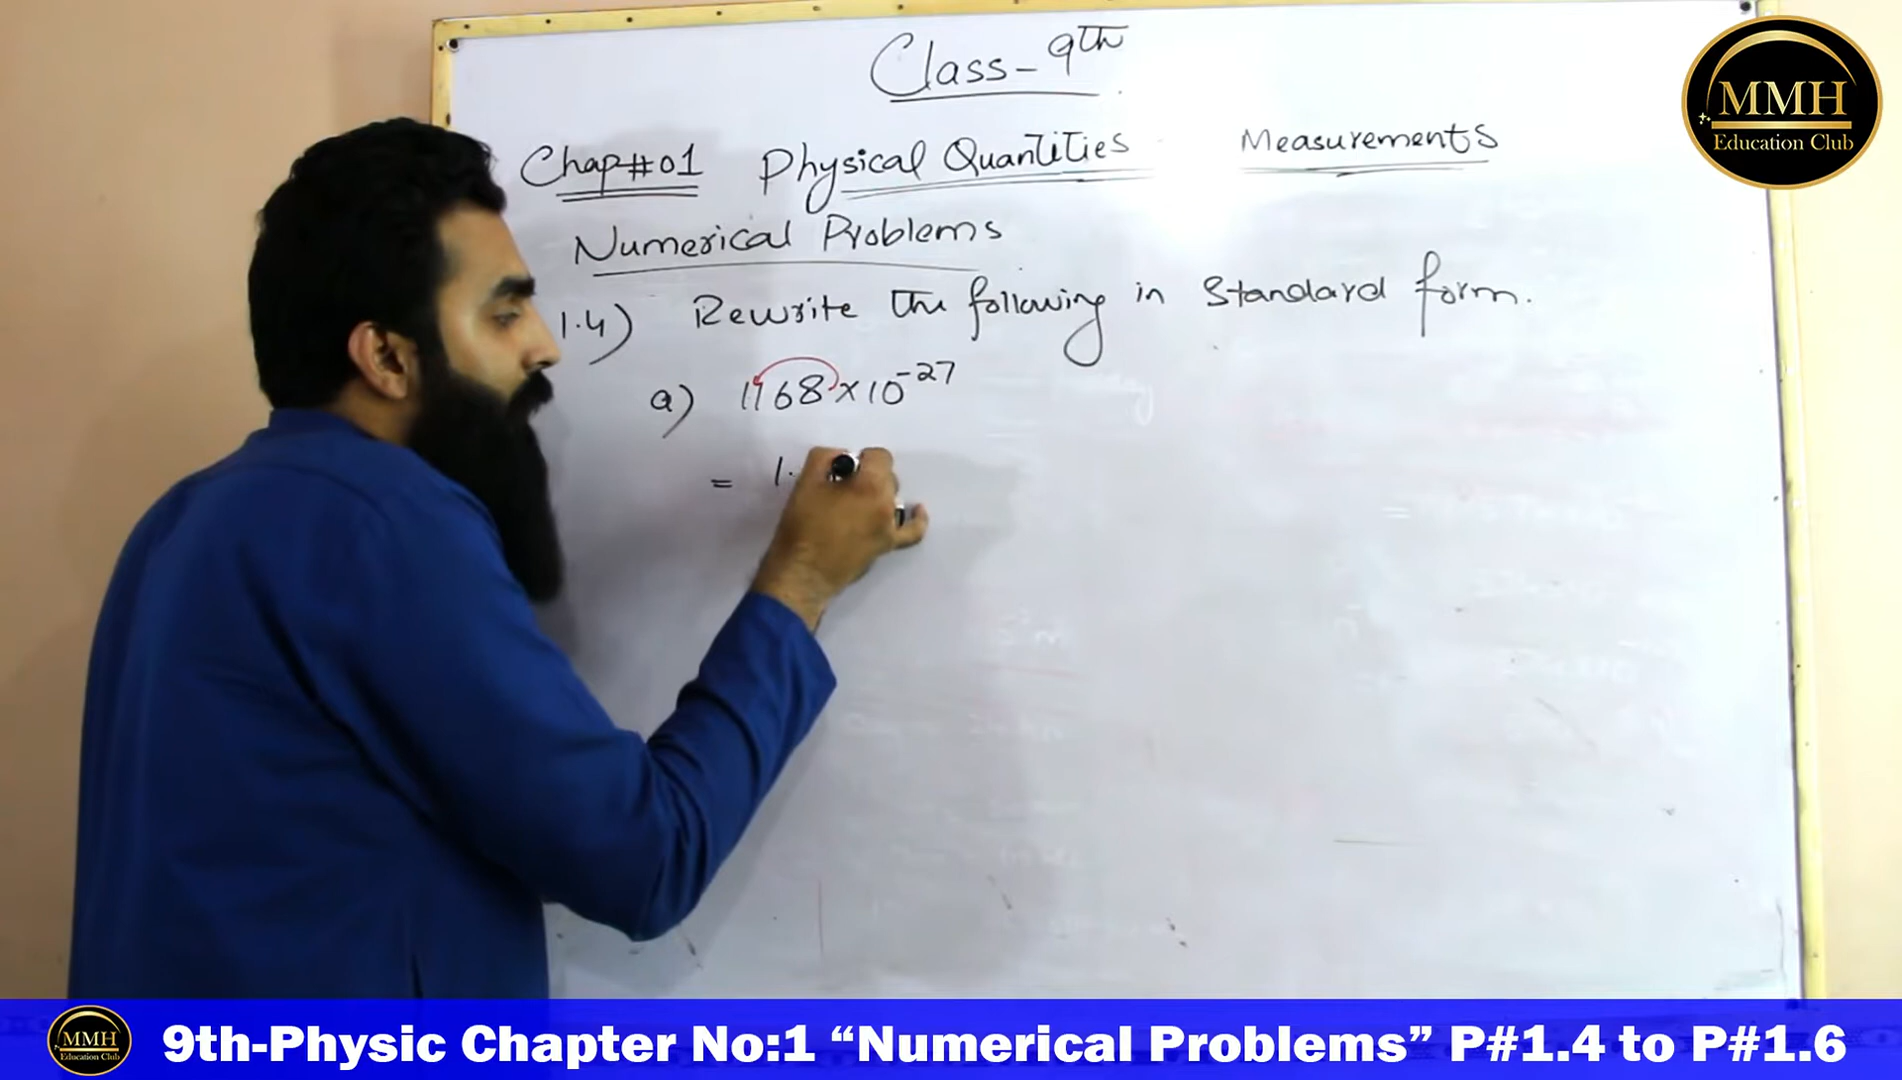 Class-9th
Chap#01 Physical Quantities Measurements
Numerical Problems
1.4) Rewrite the following in Standard form.
a) 1168×10⁻²⁷
= 1.
MMH
Education Club
MMH
Education Club
9th-Physic Chapter No:1 “Numerical Problems” P#1.4 to P#1.6